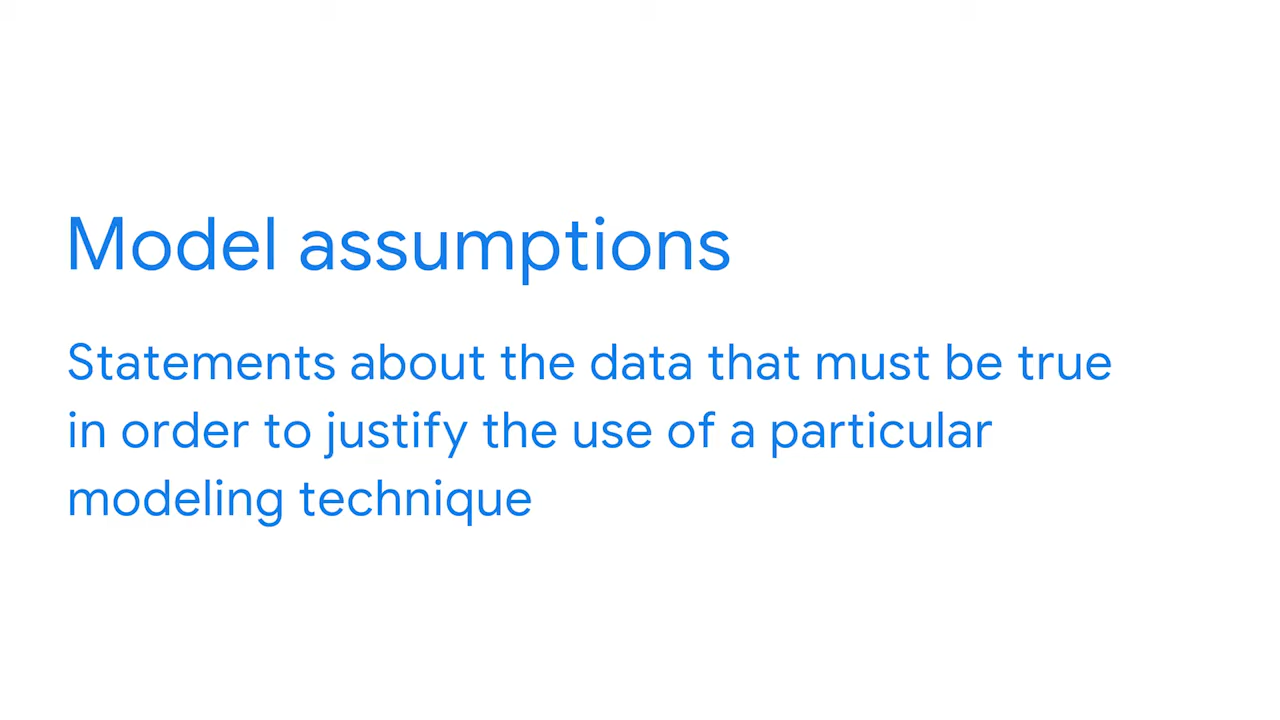 Model assumptions
Statements about the data that must be true
in order to justify the use of a particular
modeling technique